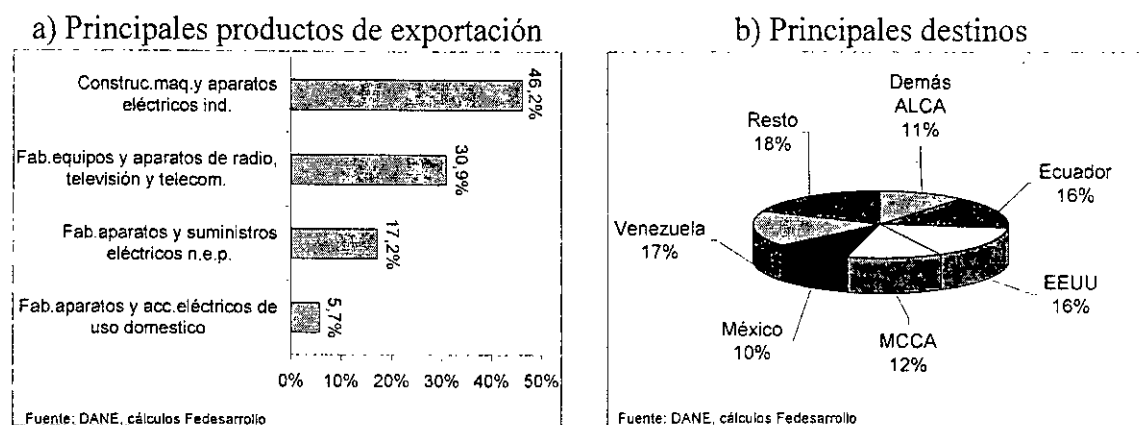 a) Principales productos de exportación
Construc.maq.y aparatos
eléctricos ind.
46,2%
Fab.equipos y aparatos de radio,
televisión y telecom.
30,9%
Fab.aparatos y suministros
eléctricos n.e.p.
17,2%
Fab.aparatos y acc.eléctricos de
uso domestico
5,7%
0% 10% 20% 30% 40% 50%
Fuente: DANE, cálculos Fedesarrollo
b) Principales destinos
Demás
ALCA
11%
Resto
18%
Ecuador
16%
Venezuela
17%
EEUU
16%
México
10%
MCCA
12%
Fuente: DANE, cálculos Fedesarrollo